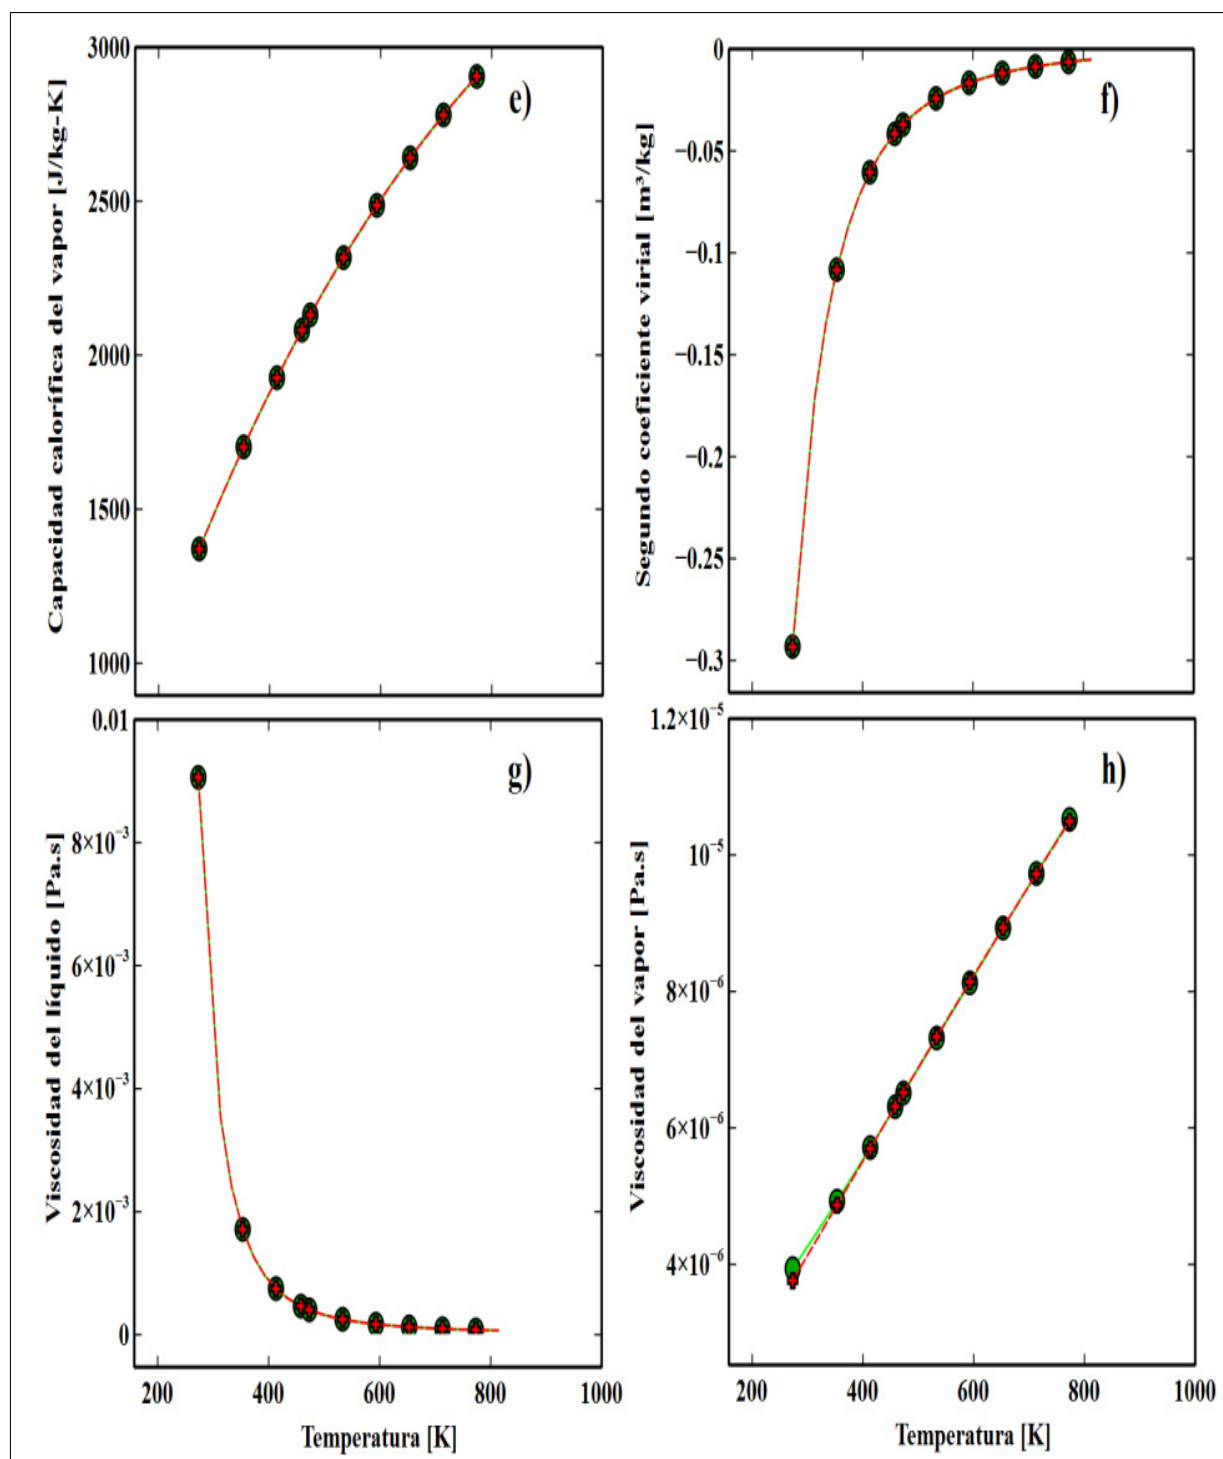 Capacidad calorífica del vapor [J/kg-K]
3000
2500
2000
1500
1000
e)
Segundo coeficiente virial [m³/kg]
0
−0.05
−0.1
−0.15
−0.2
−0.25
−0.3
f)
Viscosidad del líquido [Pa.s]
0.01
8×10⁻³
6×10⁻³
4×10⁻³
2×10⁻³
0
g)
200 400 600 800 1000
Temperatura [K]
Viscosidad del vapor [Pa.s]
1.2×10⁻⁵
10⁻⁵
8×10⁻⁶
6×10⁻⁶
4×10⁻⁶
h)
200 400 600 800 1000
Temperatura [K]